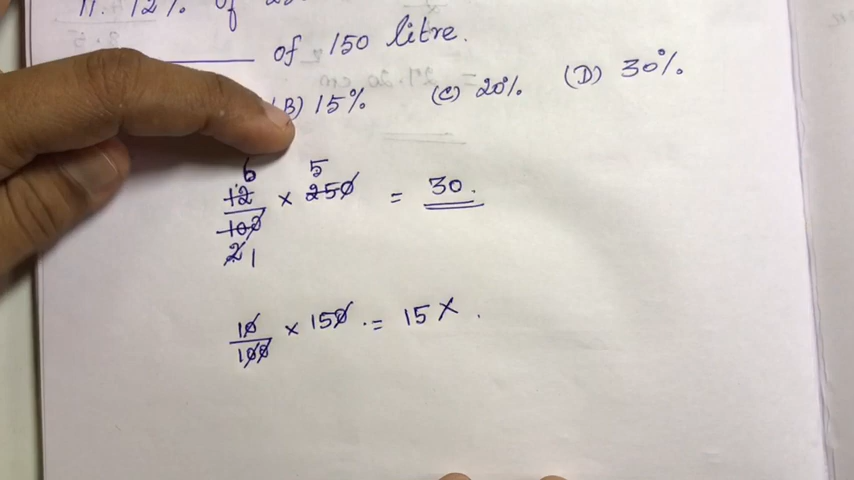 11. 12% of
of 150 litre.
(B) 15% (C) 20% (D) 30%
6 5
12/100 × 250 = 30.
2 1
10/100 × 150 = 15 X.